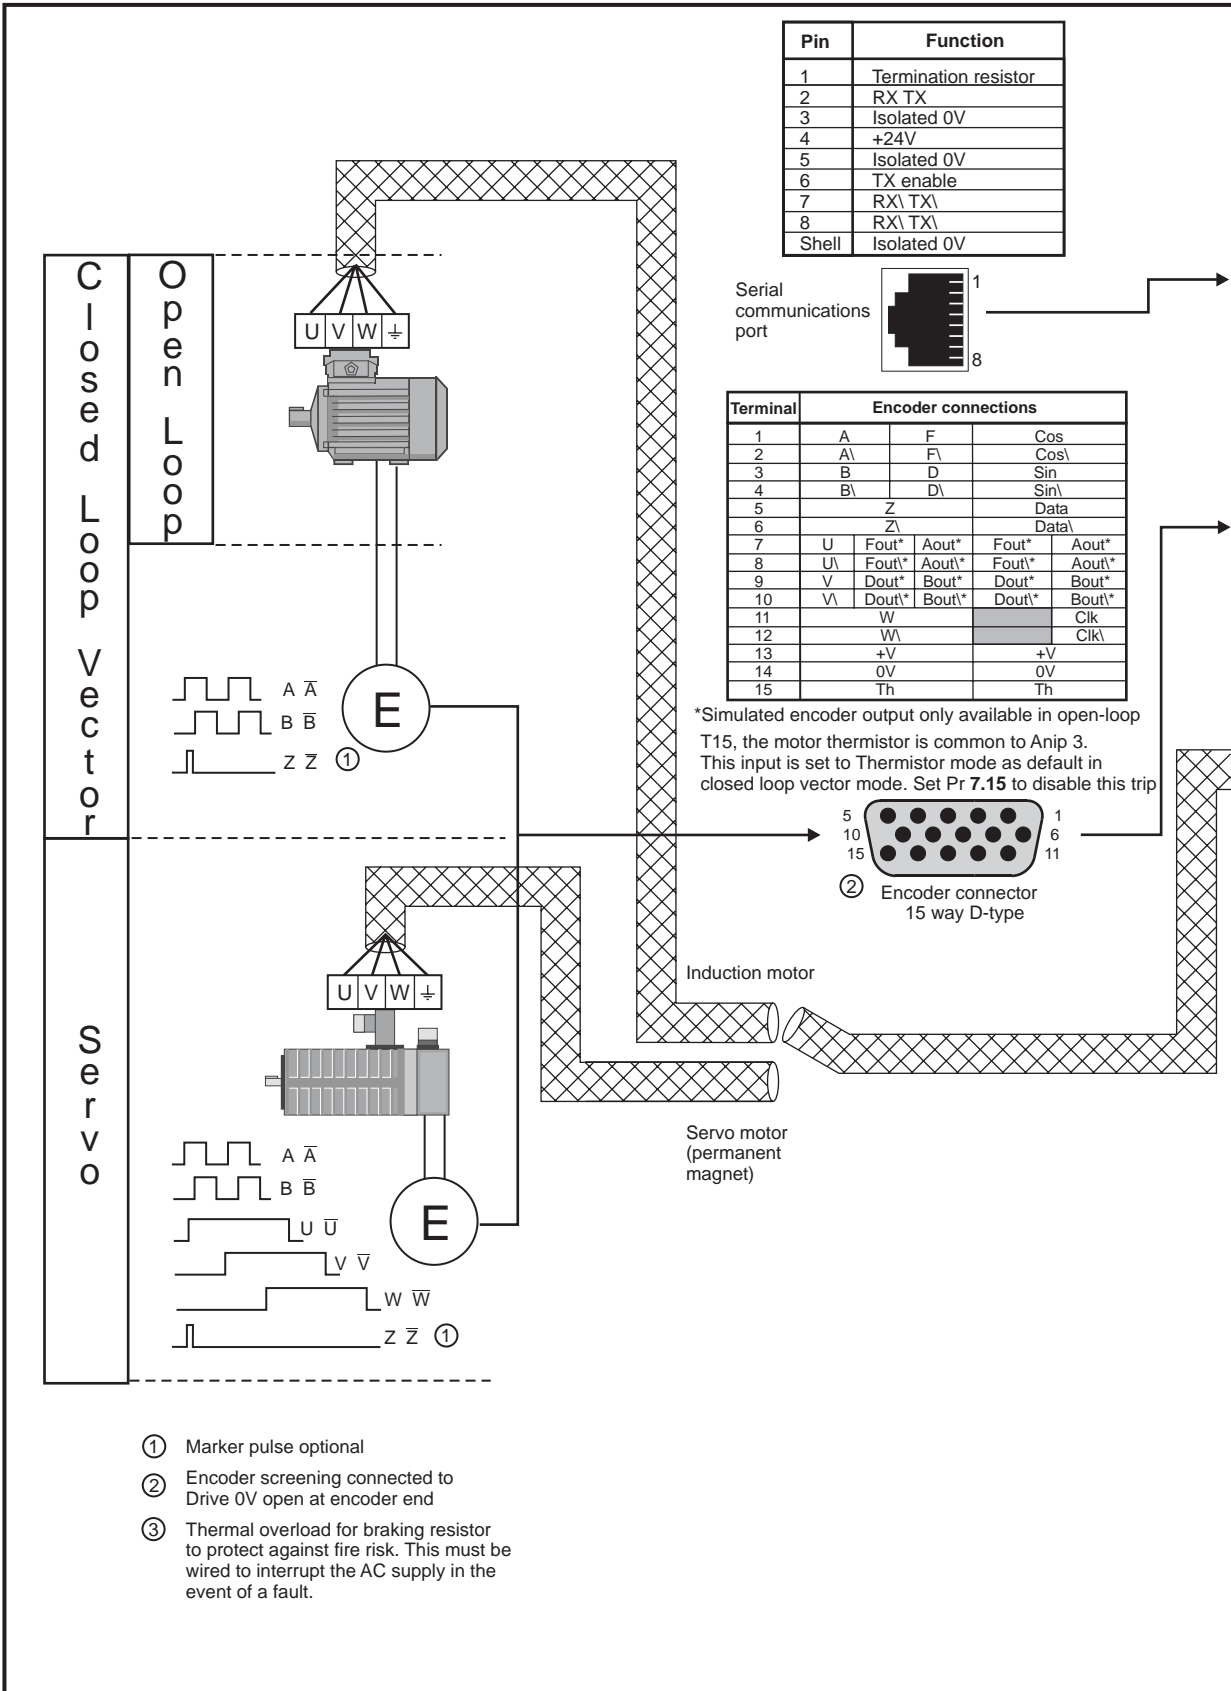 Pin Function
1 Termination resistor
2 RX TX
3 Isolated 0V
4 +24V
5 Isolated 0V
6 TX enable
7 RX\ TX\
8 RX\ TX\
Shell Isolated 0V
Serial
communications
port
1
8
Closed Loop Vector
Open Loop
U V W
Terminal Encoder connections
1 A F Cos
2 A\ F\ Cos\
3 B D Sin
4 B\ D\ Sin\
5 Z Data
6 Z\ Data\
7 U Fout* Aout* Fout* Aout*
8 U\ Fout\* Aout\* Fout\* Aout\*
9 V Dout* Bout* Dout* Bout*
10 V\ Dout\* Bout\* Dout\* Bout\*
11 W Clk
12 W\ Clk\
13 +V +V
14 0V 0V
15 Th Th
*Simulated encoder output only available in open-loop
T15, the motor thermistor is common to Anip 3.
This input is set to Thermistor mode as default in
closed loop vector mode. Set Pr 7.15 to disable this trip
A A̅
B B̅
Z Z̅ ①
E
5 1
10 6
15 11
② Encoder connector
15 way D-type
Servo
U V W
Induction motor
Servo motor
(permanent
magnet)
A A̅
B B̅
U U̅
V V̅
W W̅
Z Z̅ ①
E
① Marker pulse optional
② Encoder screening connected to
Drive 0V open at encoder end
③ Thermal overload for braking resistor
to protect against fire risk. This must be
wired to interrupt the AC supply in the
event of a fault.